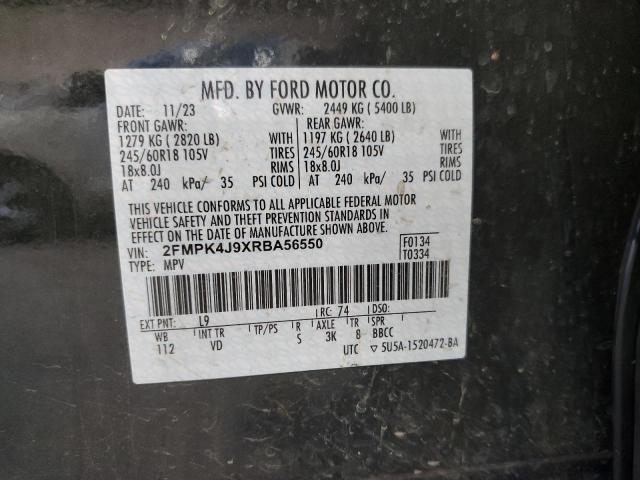 MFD. BY FORD MOTOR CO.
DATE: 11/23 GVWR: 2449 KG ( 5400 LB)
FRONT GAWR: REAR GAWR:
1279 KG ( 2820 LB) WITH 1197 KG ( 2640 LB) WITH
245/60R18 105V TIRES 245/60R18 105V TIRES
18x8.0J RIMS 18x8.0J RIMS
AT 240 kPa/ 35 PSI COLD AT 240 kPa/ 35 PSI COLD
THIS VEHICLE CONFORMS TO ALL APPLICABLE FEDERAL MOTOR
VEHICLE SAFETY AND THEFT PREVENTION STANDARDS IN
EFFECT ON THE DATE OF MANUFACTURE SHOWN ABOVE.
VIN: 2FMPK4J9XRBA56550 F0134
TYPE: MPV T0334
EXT PNT: L9 RC: 74 DSO:
WB INT TR TP/PS R AXLE TR SPR
112 VD S 3K 8 BBCC
UTC ▽ 5U5A-1520472-BA